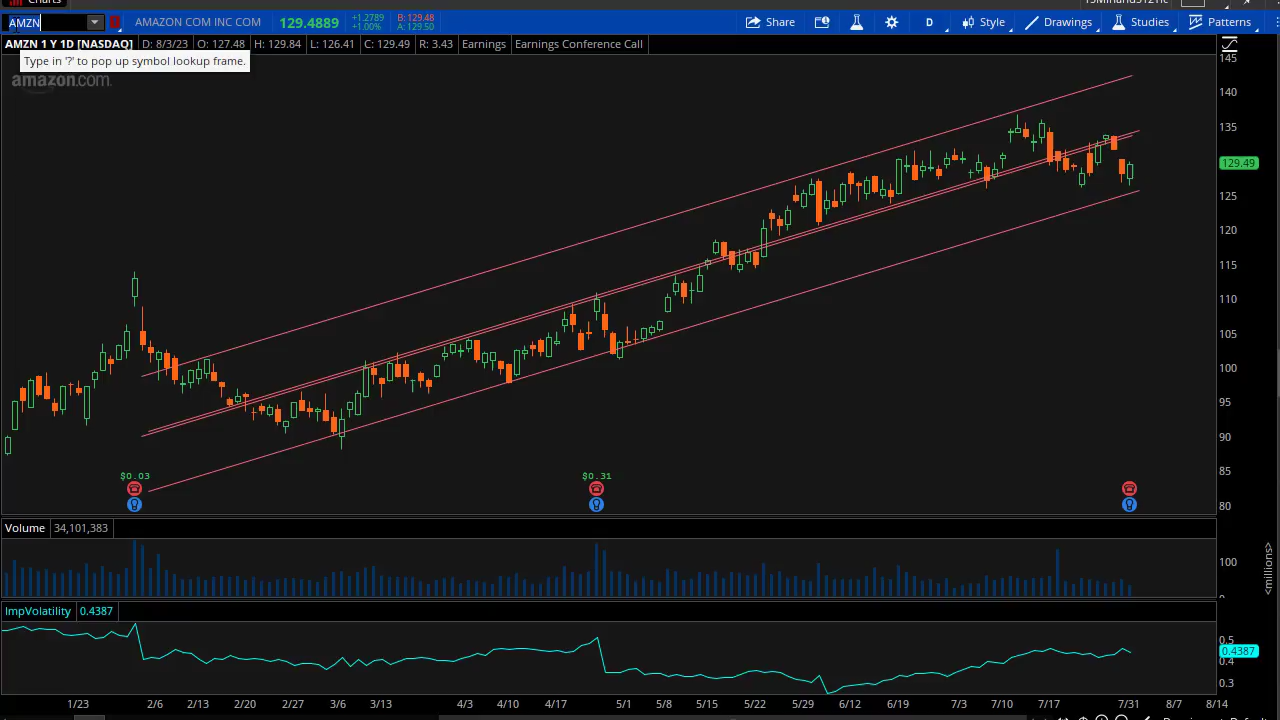 Charts
AMZN AMAZON COM INC COM 129.4889 +1.2789 +1.00% B: 129.48 A: 129.50 Share D Style Drawings Studies Patterns
AMZN 1 Y 1D [NASDAQ] D: 8/3/23 O: 127.48 H: 129.84 L: 126.41 C: 129.49 R: 3.43 Earnings Earnings Conference Call
Type in '?' to pop up symbol lookup frame.
amazon.com
145
140
135
129.49
125
120
115
110
105
100
95
90
85
80
$0.03 $0.31
Volume 34,101,383
100
<millions>
ImpVolatility 0.4387
0.5
0.4387
0.4
0.3
1/23 2/6 2/13 2/20 2/27 3/6 3/13 4/3 4/10 4/17 5/1 5/8 5/15 5/22 5/29 6/12 6/19 7/3 7/10 7/17 7/31 8/7 8/14